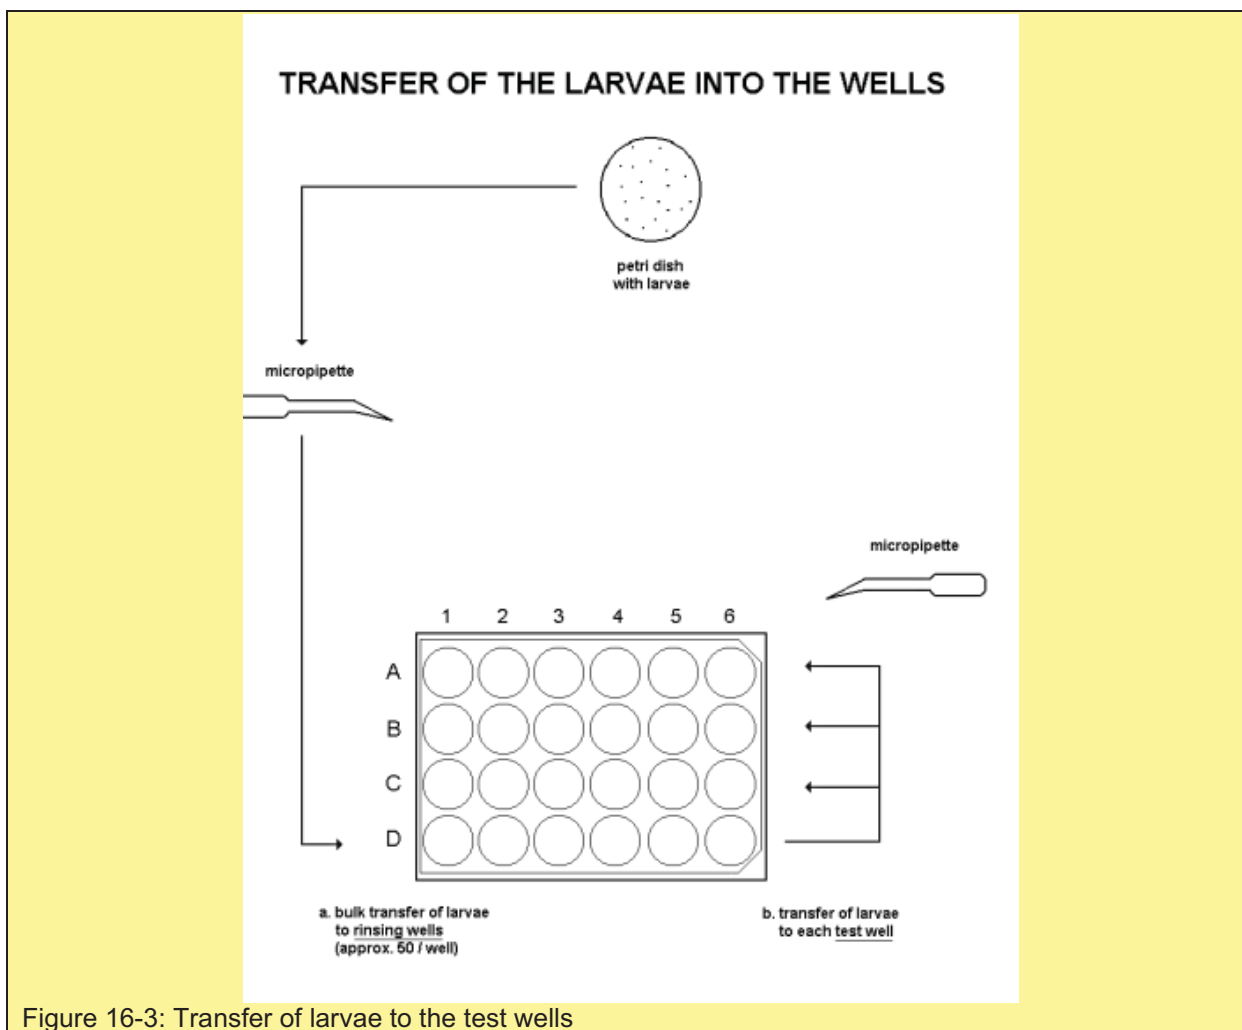 TRANSFER OF THE LARVAE INTO THE WELLS
petri dish
with larvae
micropipette
micropipette
1 2 3 4 5 6
A
B
C
D
a. bulk transfer of larvae
to rinsing wells
(approx. 50 / well)
b. transfer of larvae
to each test well
Figure 16-3: Transfer of larvae to the test wells